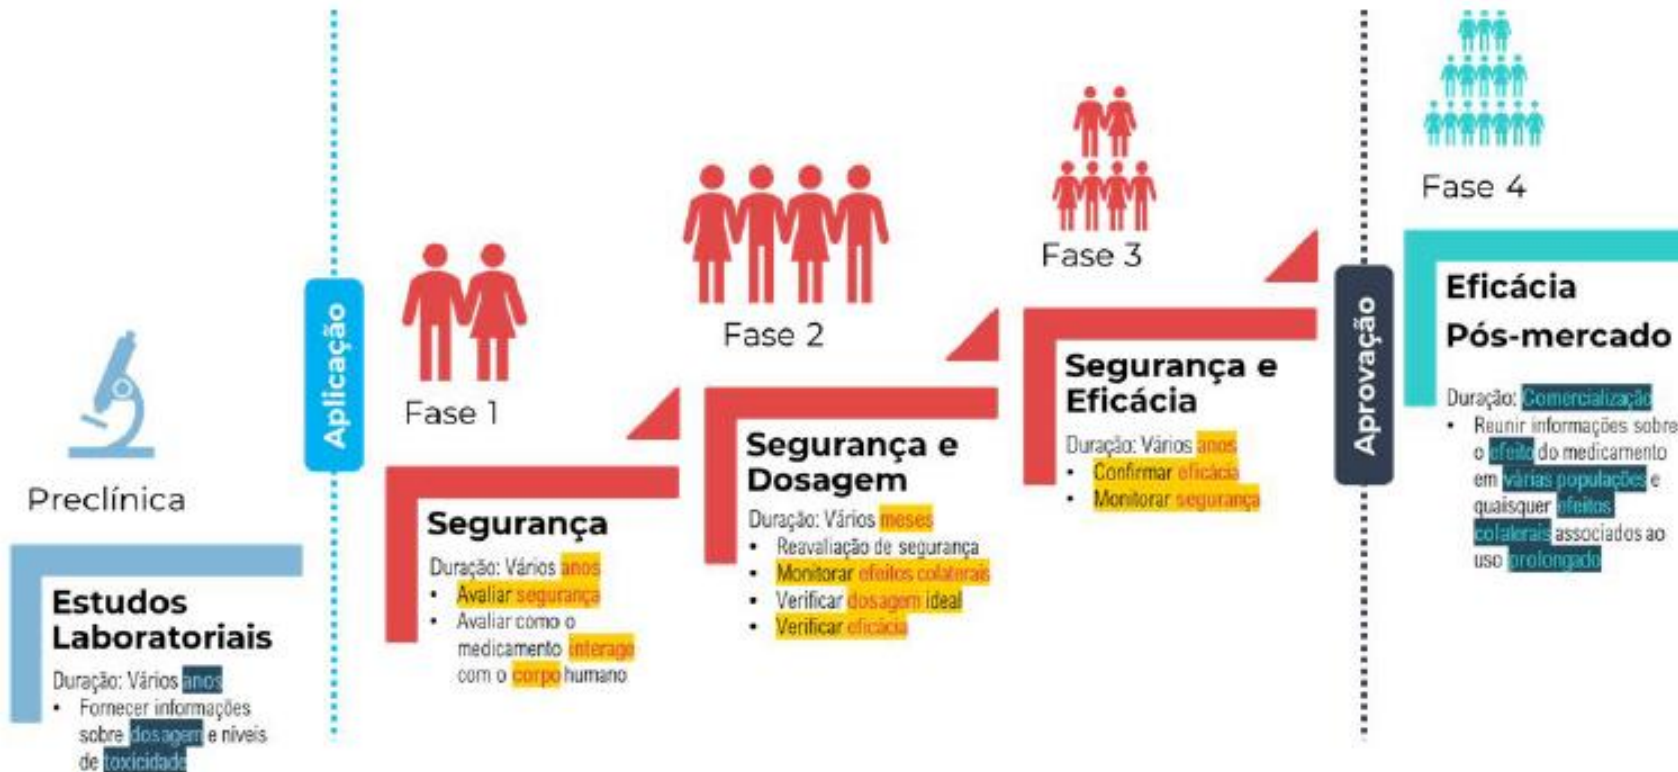 Preclínica
Estudos
Laboratoriais
Duração: Vários anos
• Fornecer informações
sobre dosagem e níveis
de toxicidade
Aplicação
Fase 1
Segurança
Duração: Vários anos
• Avaliar segurança
• Avaliar como o
medicamento interage
com o corpo humano
Fase 2
Segurança e
Dosagem
Duração: Vários meses
• Reavaliação de segurança
• Monitorar efeitos colaterais
• Verificar dosagem ideal
• Verificar eficácia
Fase 3
Segurança e
Eficácia
Duração: Vários anos
• Confirmar eficácia
• Monitorar segurança
Aprovação
Fase 4
Eficácia
Pós-mercado
Duração: Comercialização
• Reunir informações sobre
o efeito do medicamento
em várias populações e
quaisquer efeitos
colaterais associados ao
uso prolongado